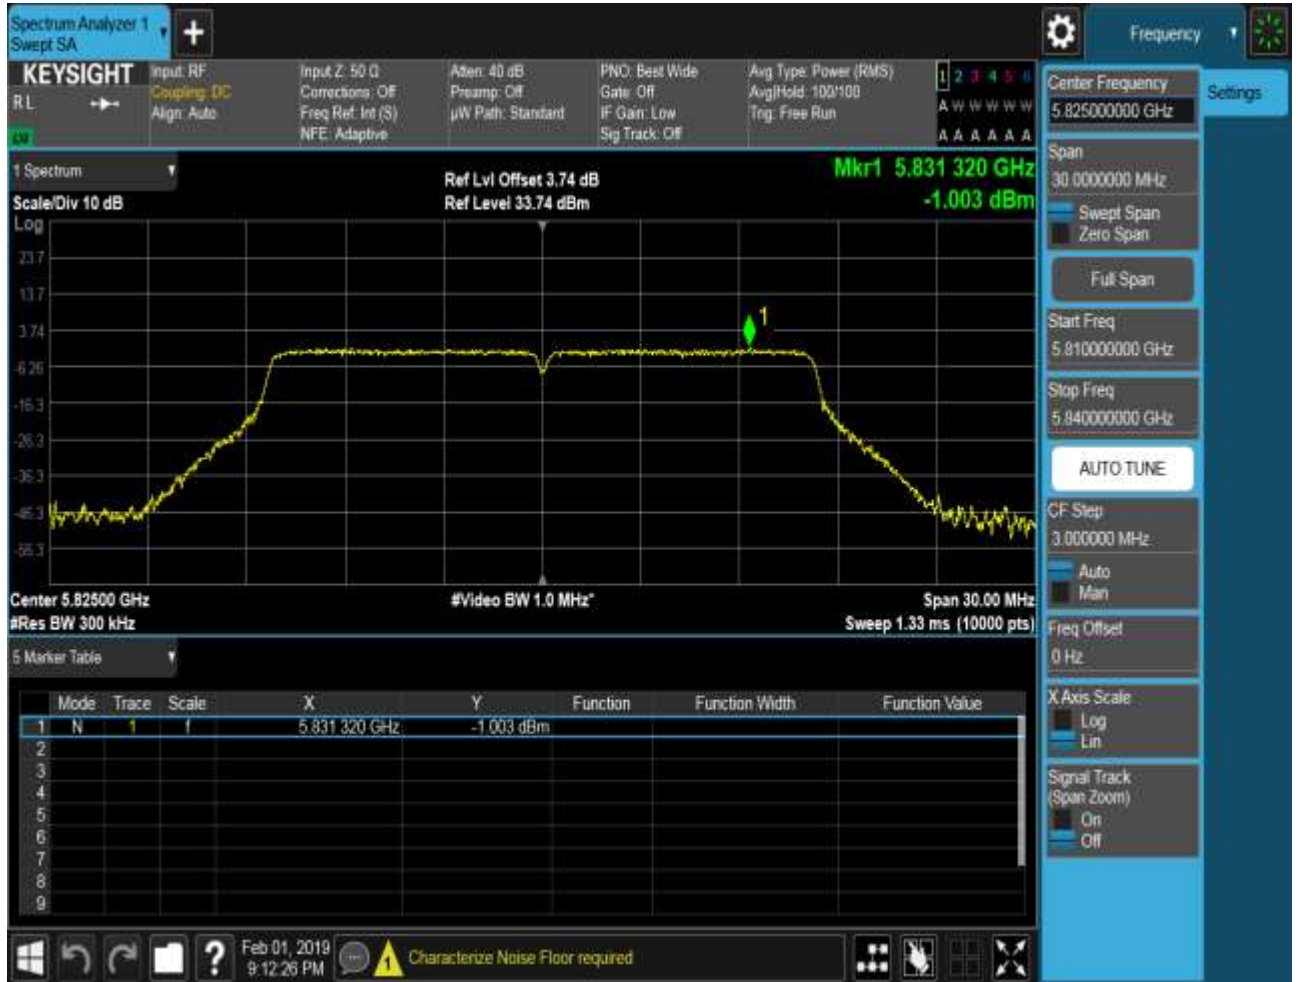 Spectrum Analyzer 1
Swept SA
+
Frequency
KEYSIGHT
R L
Input: RF
Coupling: DC
Align: Auto
Input Z: 50 Ω
Corrections: Off
Freq Ref: Int (S)
NFE: Adaptive
Atten: 40 dB
Preamp: Off
µW Path: Standard
PNO: Best Wide
Gate: Off
IF Gain: Low
Sig Track: Off
Avg Type: Power (RMS)
Avg|Hold: 100/100
Trig: Free Run
1 2 3 4 5 6
A W W W W W
A A A A A A
1 Spectrum
Scale/Div 10 dB
Ref Lvl Offset 3.74 dB
Ref Level 33.74 dBm
Mkr1 5.831 320 GHz
-1.003 dBm
Log
23.7
13.7
3.74
-6.26
-16.3
-26.3
-36.3
-46.3
-56.3
1
Center 5.82500 GHz
#Res BW 300 kHz
#Video BW 1.0 MHz*
Span 30.00 MHz
Sweep 1.33 ms (10000 pts)
5 Marker Table
Mode Trace Scale X Y Function Function Width Function Value
1 N 1 f 5.831 320 GHz -1.003 dBm
2
3
4
5
6
7
8
9
Feb 01, 2019
9:12:26 PM
?
1
Characterize Noise Floor required
Settings
Center Frequency
5.825000000 GHz
Span
30.0000000 MHz
Swept Span
Zero Span
Full Span
Start Freq
5.810000000 GHz
Stop Freq
5.840000000 GHz
AUTO TUNE
CF Step
3.000000 MHz
Auto
Man
Freq Offset
0 Hz
X Axis Scale
Log
Lin
Signal Track
(Span Zoom)
On
Off